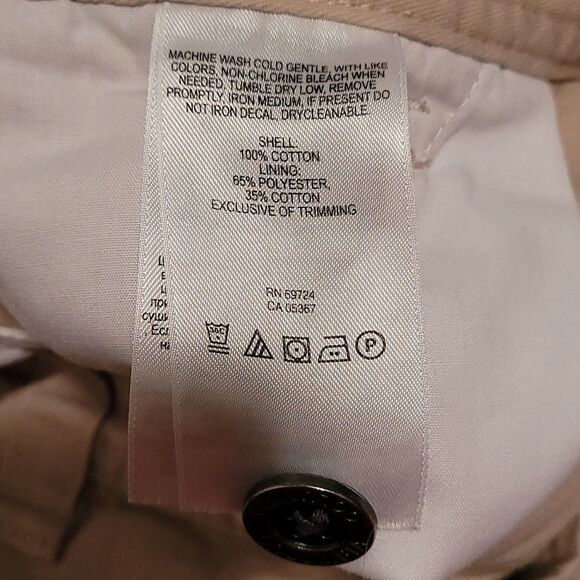 MACHINE WASH COLD GENTLE, WITH LIKE
COLORS, NON-CHLORINE BLEACH WHEN
NEEDED, TUMBLE DRY LOW, REMOVE
PROMPTLY, IRON MEDIUM, IF PRESENT DO
NOT IRON DECAL, DRYCLEANABLE.
SHELL:
100% COTTON
LINING:
65% POLYESTER,
35% COTTON
EXCLUSIVE OF TRIMMING
RN 69724
CA 05367
30C
P